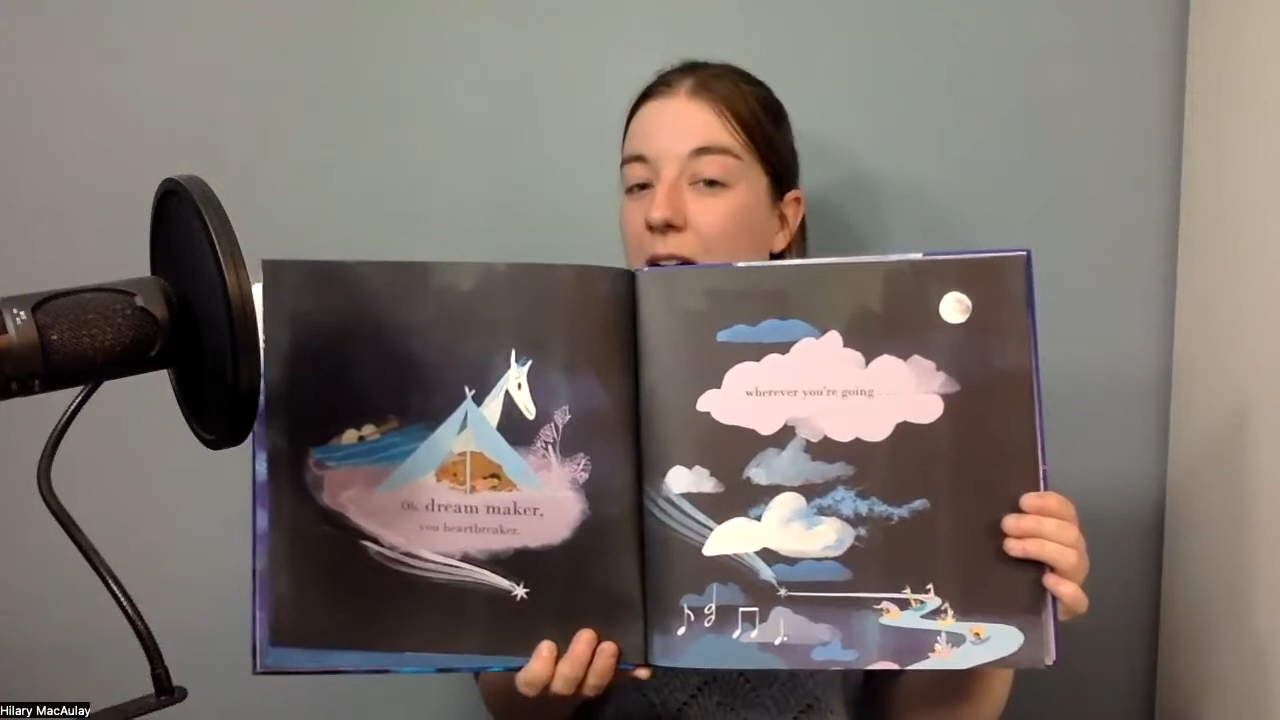 Oh, dream maker,
you heartbreaker,
wherever you're going . . .
Hilary MacAulay